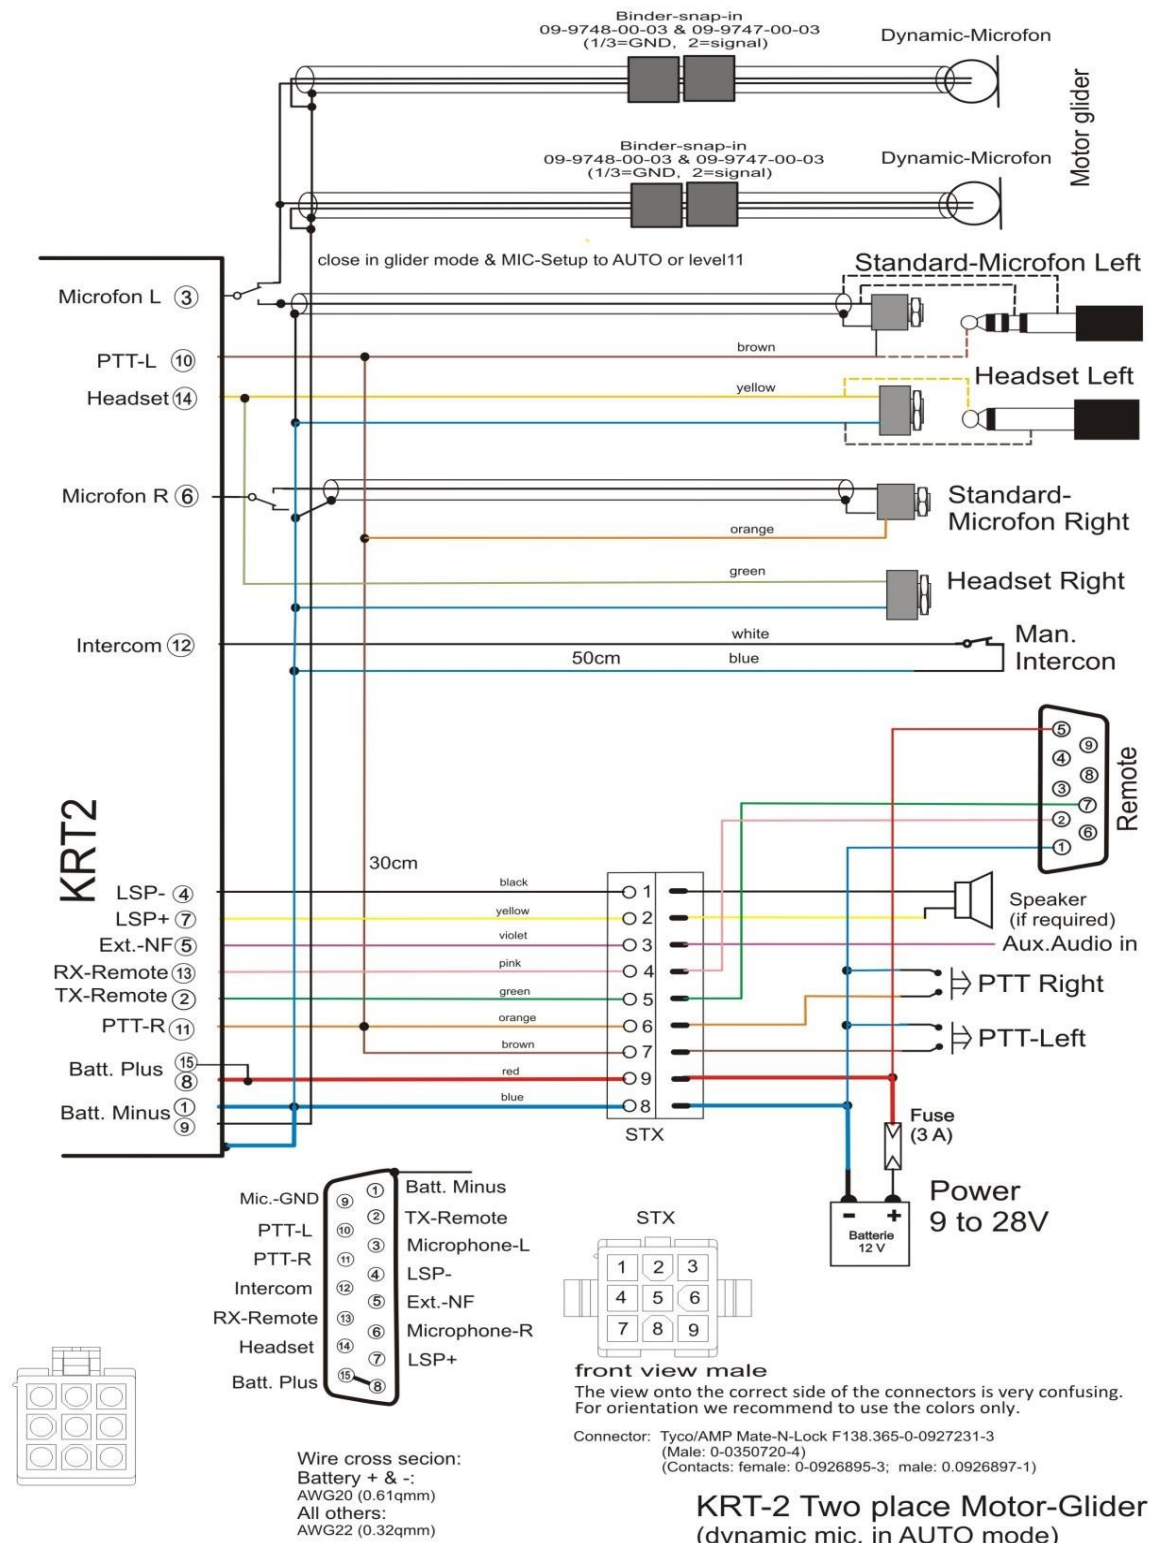 Binder-snap-in
09-9748-00-03 & 09-9747-00-03
(1/3=GND, 2=signal)
Dynamic-Microfon
Motor glider
Binder-snap-in
09-9748-00-03 & 09-9747-00-03
(1/3=GND, 2=signal)
Dynamic-Microfon
close in glider mode & MIC-Setup to AUTO or level11
Standard-Microfon Left
Microfon L 3
brown
PTT-L 10
Headset Left
yellow
Headset 14
Microfon R 6
Standard-
Microfon Right
orange
green
Headset Right
white
Man.
Intercon
Intercom 12
50cm
blue
5
9
4
8
3
7
2
6
1
Remote
KRT2
30cm
LSP- 4
black
1
Speaker
(if required)
LSP+ 7
yellow
2
Ext.-NF 5
violet
3
Aux.Audio in
RX-Remote 13
pink
4
PTT Right
TX-Remote 2
green
5
PTT-R 11
orange
6
PTT-Left
brown
7
Batt. Plus 15
8
red
9
Batt. Minus 1
9
blue
8
STX
Fuse
(3 A)
Power
9 to 28V
- +
Batterie
12 V
Mic.-GND 9
1 Batt. Minus
PTT-L 10
2 TX-Remote
PTT-R 11
3 Microphone-L
Intercom 12
4 LSP-
RX-Remote 13
5 Ext.-NF
Headset 14
6 Microphone-R
Batt. Plus 15
7 LSP+
8
STX
1 2 3
4 5 6
7 8 9
front view male
The view onto the correct side of the connectors is very confusing.
For orientation we recommend to use the colors only.
Connector: Tyco/AMP Mate-N-Lock F138.365-0-0927231-3
(Male: 0-0350720-4)
(Contacts: female: 0-0926895-3; male: 0.0926897-1)
Wire cross secion:
Battery + & -:
AWG20 (0.61qmm)
All others:
AWG22 (0.32qmm)
KRT-2 Two place Motor-Glider
(dynamic mic. in AUTO mode)